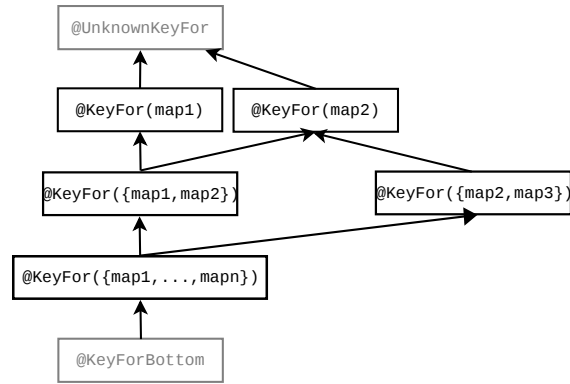 @UnknownKeyFor
@KeyFor(map1)
@KeyFor(map2)
@KeyFor({map1,map2})
@KeyFor({map2,map3})
@KeyFor({map1,...,mapn})
@KeyForBottom